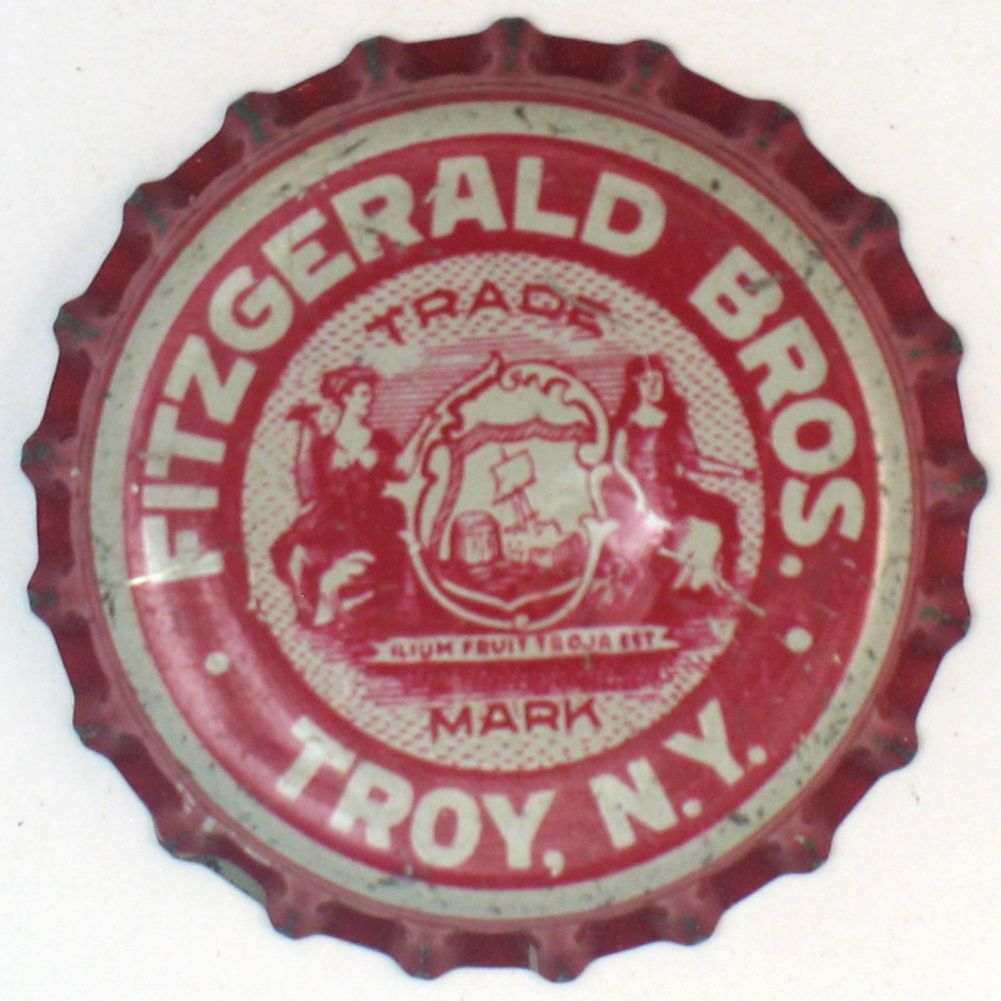 FITZGERALD BROS.
TRADE
ILIUM FRUIT TROJA EST
MARK
TROY, N.Y.